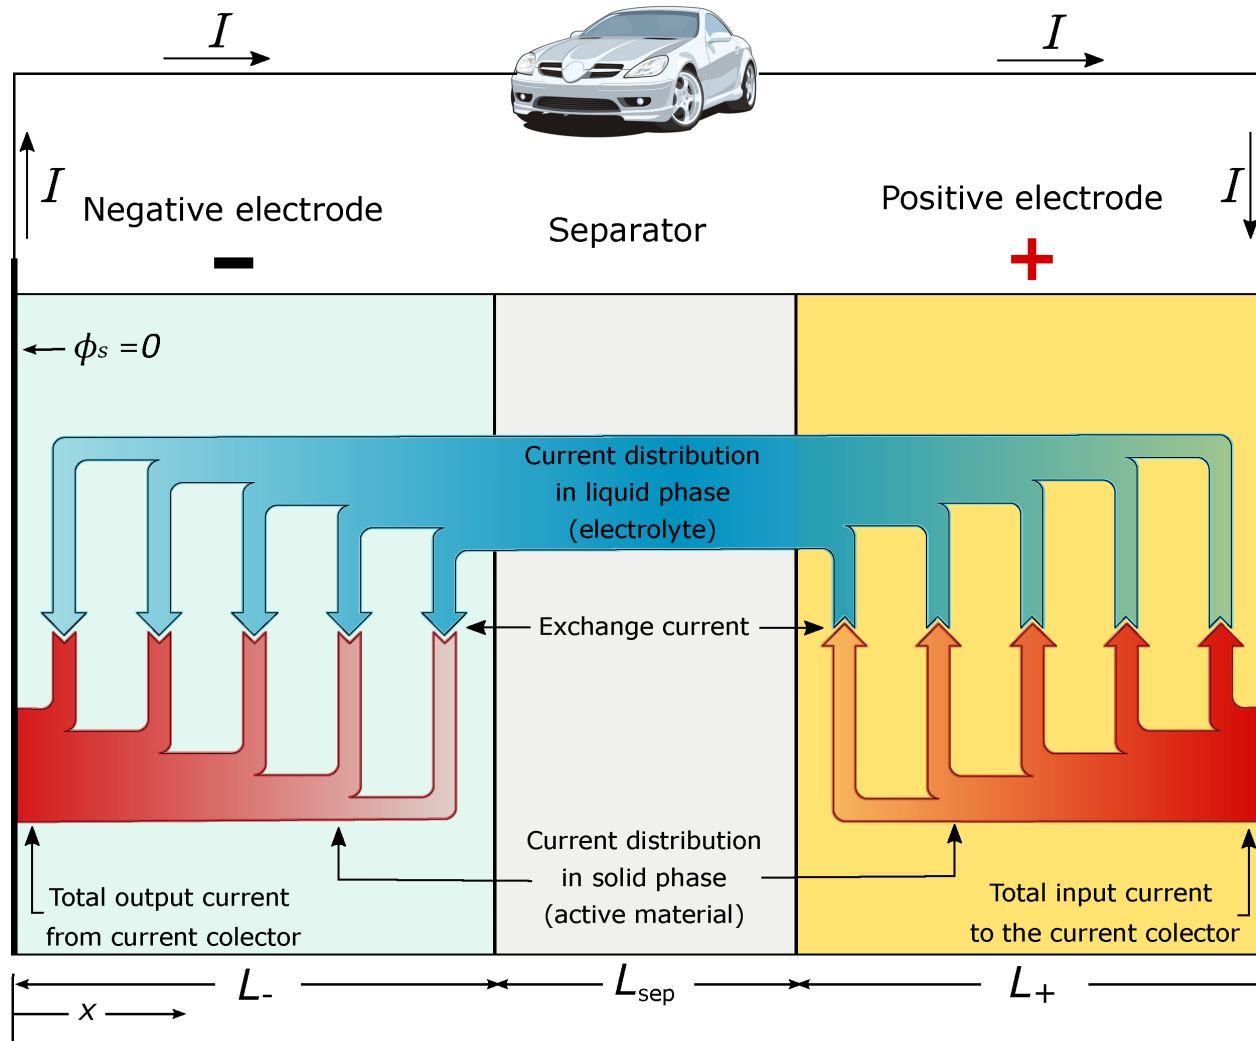 I
I
I
I
Negative electrode
Positive electrode
Separator
−
+
ϕs =0
Current distribution
in liquid phase
(electrolyte)
Exchange current
Current distribution
in solid phase
(active material)
Total output current
from current colector
Total input current
to the current colector
L-
Lsep
L+
x